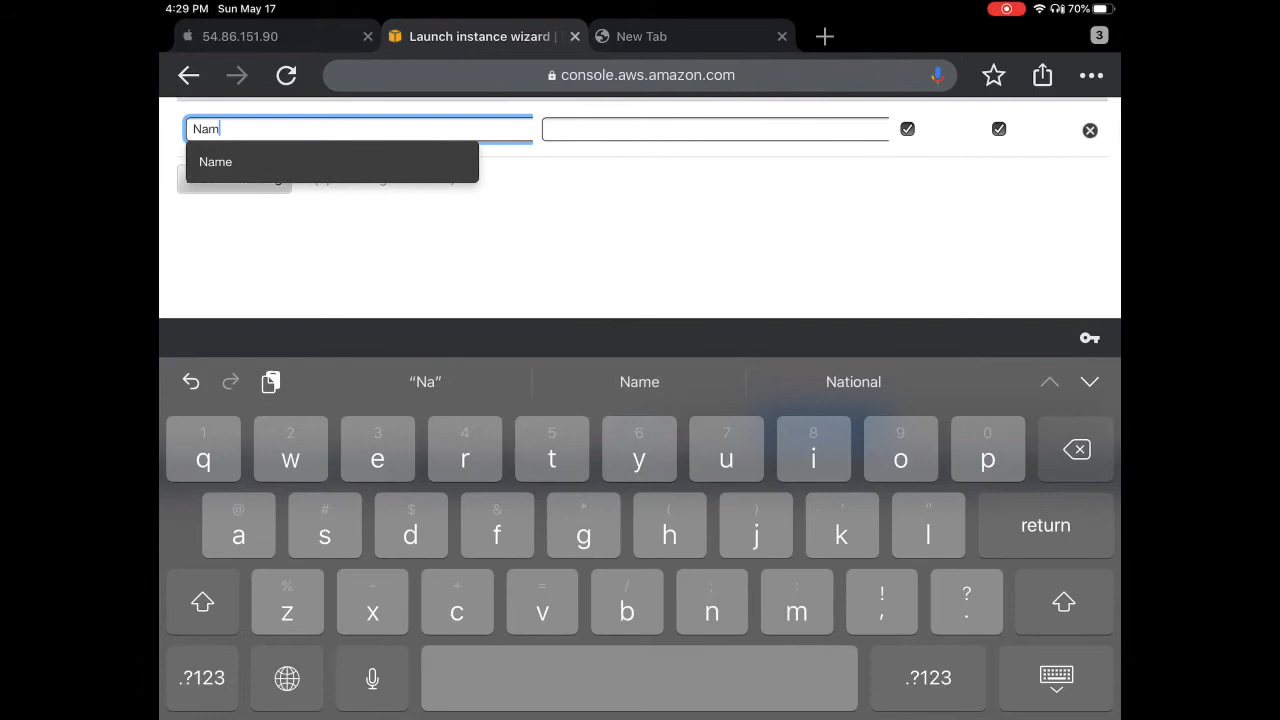 4:29 PM Sun May 17
70%
54.86.151.90
Launch instance wizard |
New Tab
3
console.aws.amazon.com
Nam
Name
“Na”
Name
National
1 2 3 4 5 6 7 8 9 0
q w e r t y u i o p
@ # $ & * ( ) ' "
a s d f g h j k l return
% - + = / ; : ! ?
z x c v b n m , .
.?123 .?123